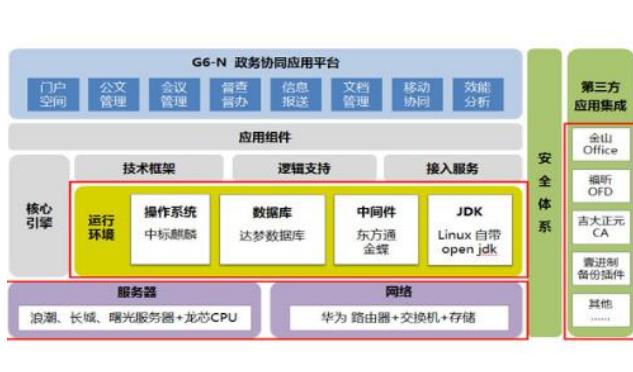 G6-N 政务协同应用平台
门户
空间
公文
管理
会议
管理
督查
督办
信息
报送
文档
管理
移动
协同
效能
分析
应用组件
核心
引擎
技术框架
逻辑支持
接入服务
运行
环境
操作系统
中标麒麟
数据库
达梦数据库
中间件
东方通
金蝶
JDK
Linux 自带
open jdk
服务器
浪潮、长城、曙光服务器+龙芯CPU
网络
华为 路由器+交换机+存储
安
全
体
系
第三方
应用集成
金山
Office
福昕
OFD
吉大正元
CA
壹进制
备份插件
其他
......